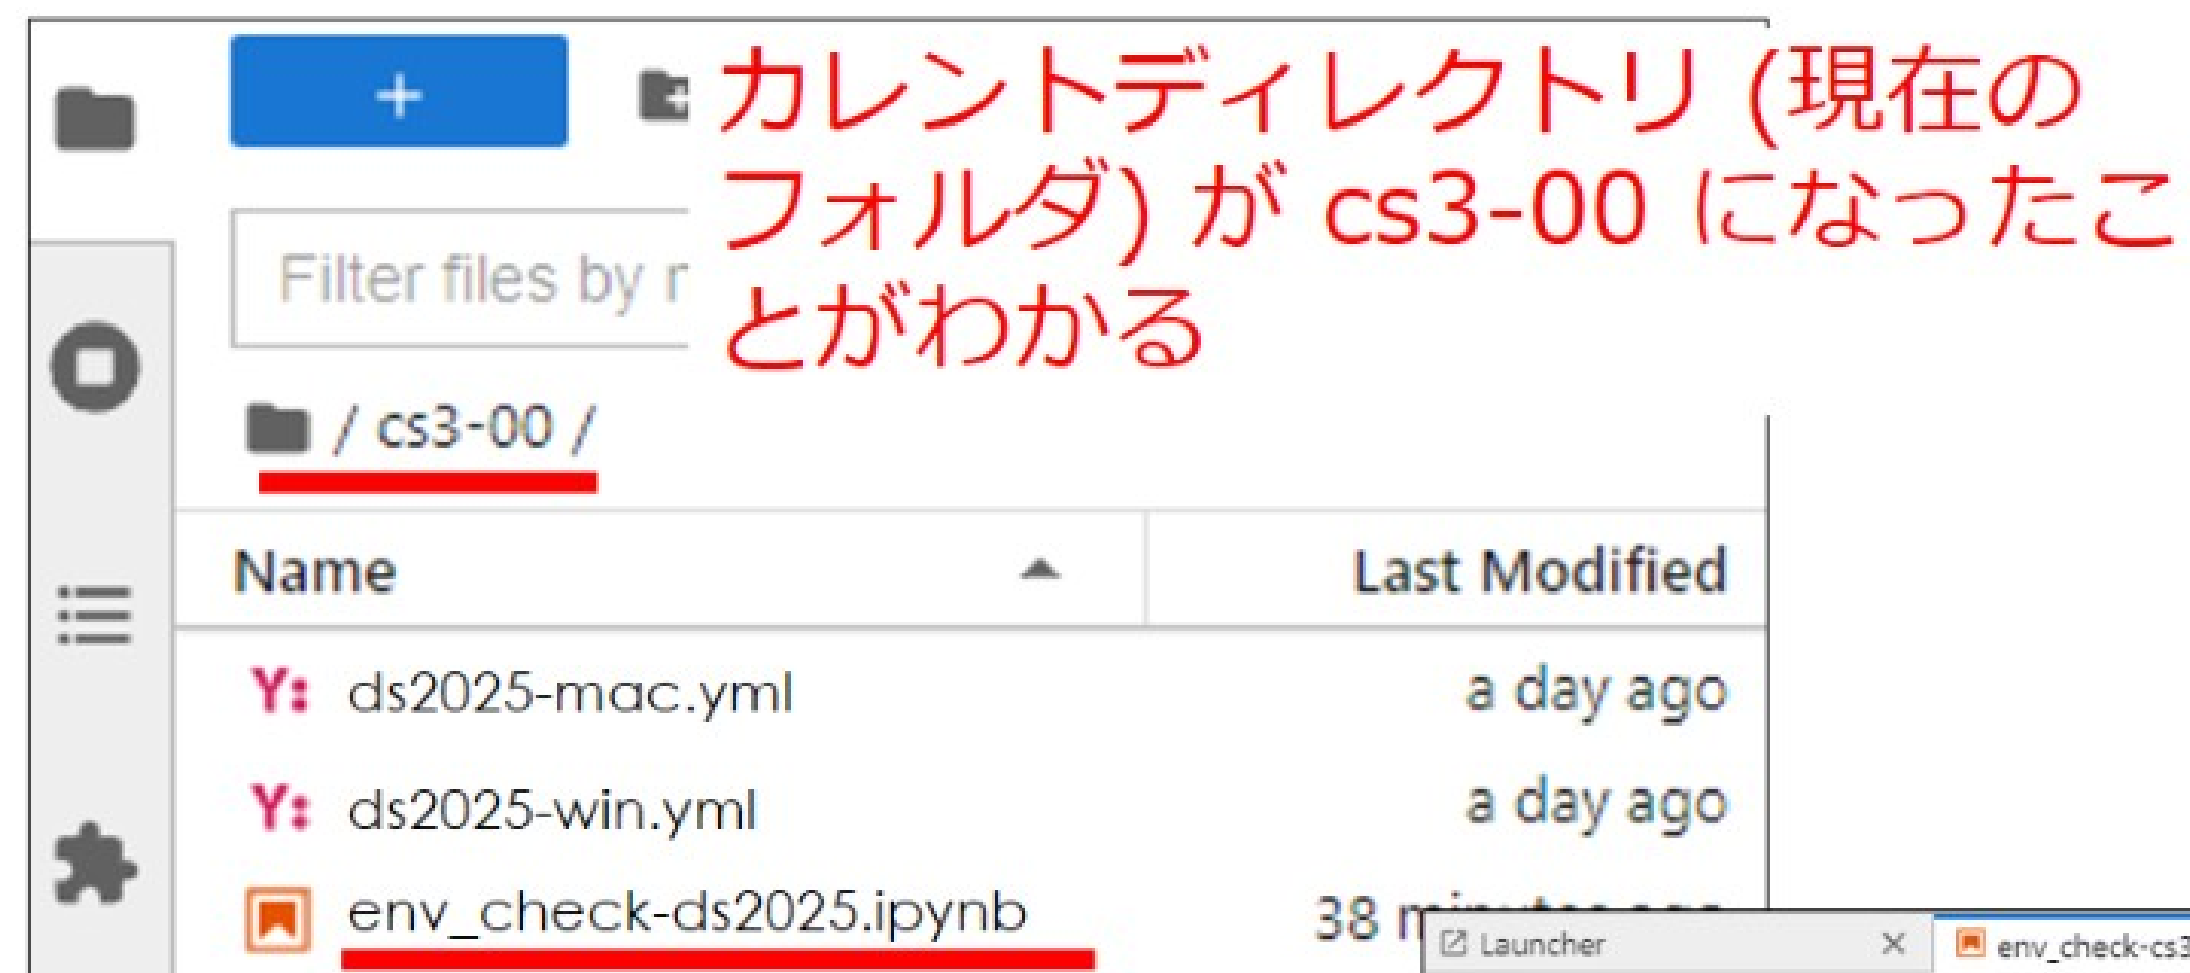 カレントディレクトリ (現在の
フォルダ) が cs3-00 になったこ
とがわかる
Filter files by
/ cs3-00 /
Name Last Modified
Y: ds2025-mac.yml a day ago
Y: ds2025-win.yml a day ago
env_check-ds2025.ipynb 38 minutes ago
Launcher env_check-cs3